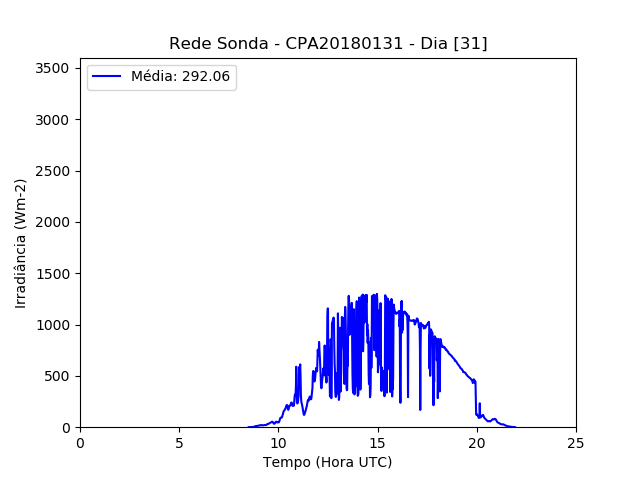 Rede Sonda - CPA20180131 - Dia [31]
Média: 292.06
3500
3000
2500
2000
1500
1000
500
0
Irradiância (Wm-2)
0 5 10 15 20 25
Tempo (Hora UTC)